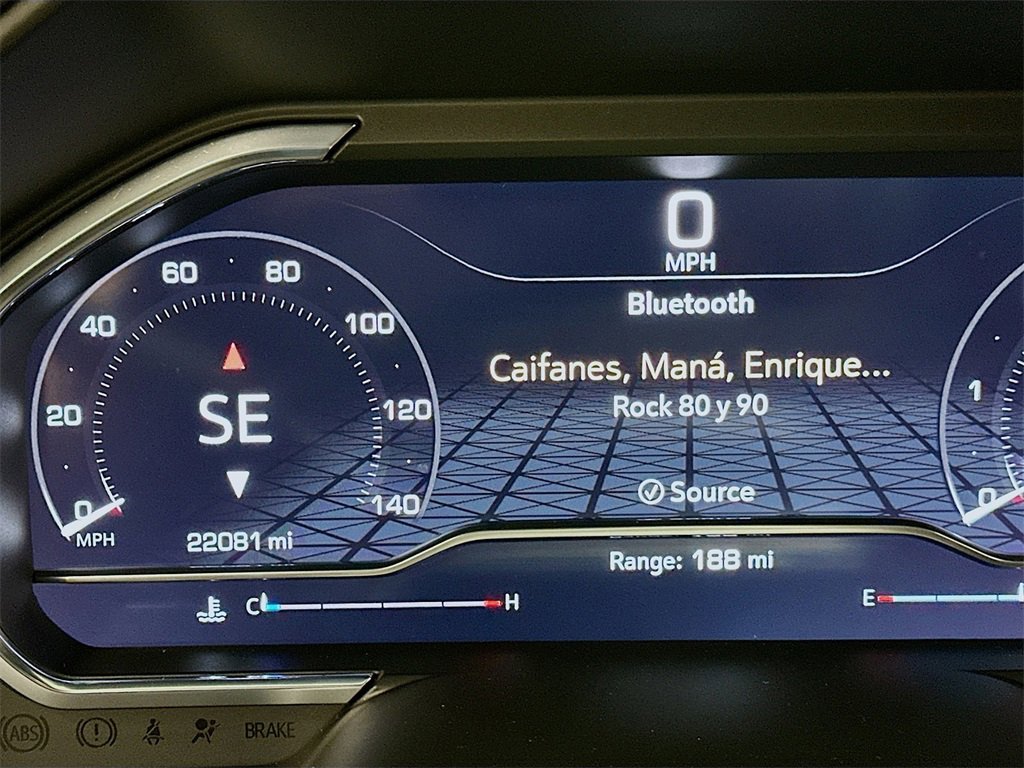 0
MPH
Bluetooth
Caifanes, Maná, Enrique...
Rock 80 y 90
Source
Range: 188 mi
60 80
40 100
20 120
0 140
MPH
SE
22081 mi
C H
1
0
E
ABS
BRAKE